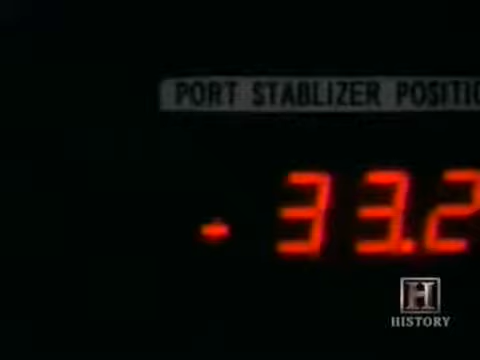 PORT STABLIZER POSITIO
- 33.2
H
HISTORY